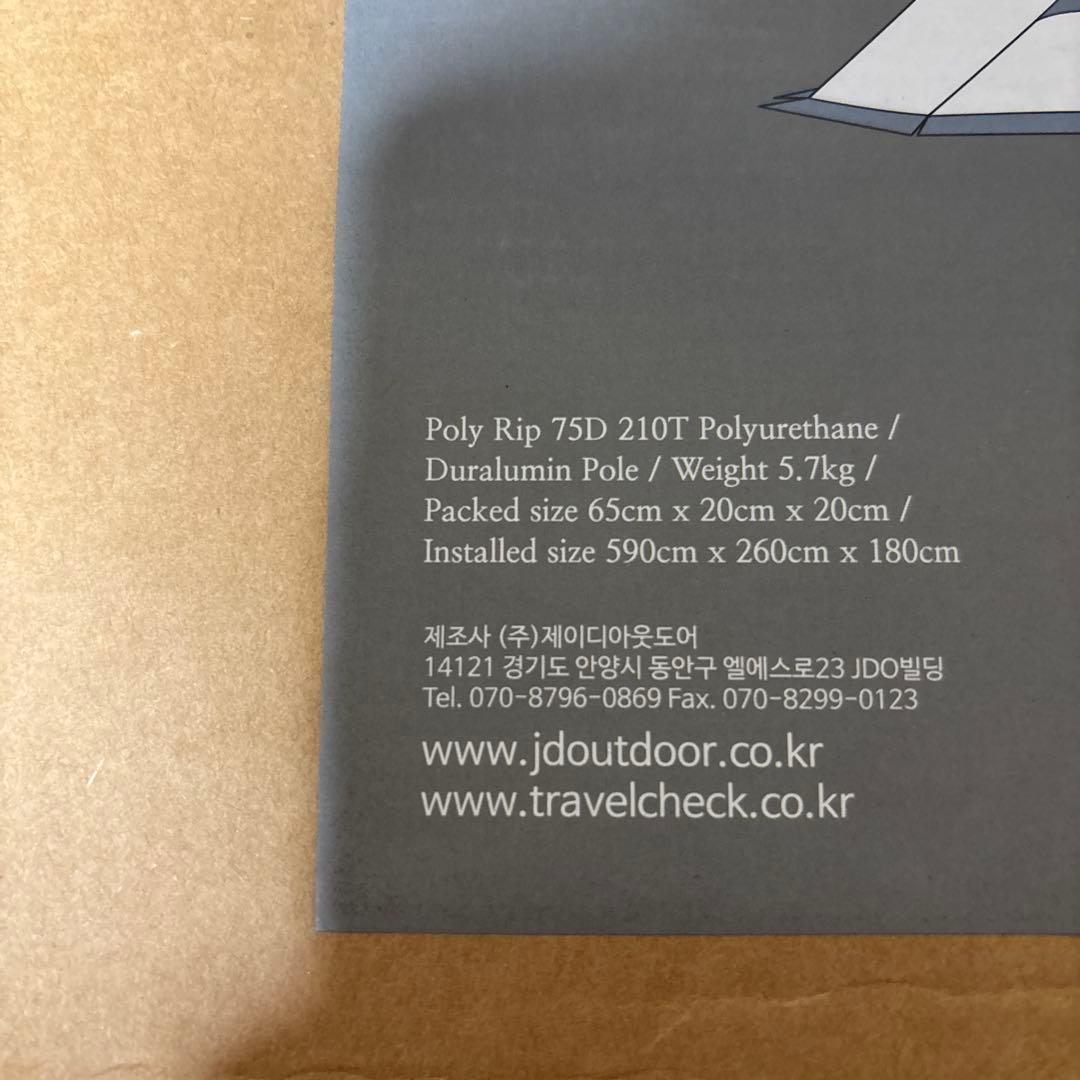 Poly Rip 75D 210T Polyurethane /
Duralumin Pole / Weight 5.7kg /
Packed size 65cm x 20cm x 20cm /
Installed size 590cm x 260cm x 180cm
제조사 (주)제이디아웃도어
14121 경기도 안양시 동안구 엘에스로23 JDO빌딩
Tel. 070-8796-0869 Fax. 070-8299-0123
www.jdoutdoor.co.kr
www.travelcheck.co.kr